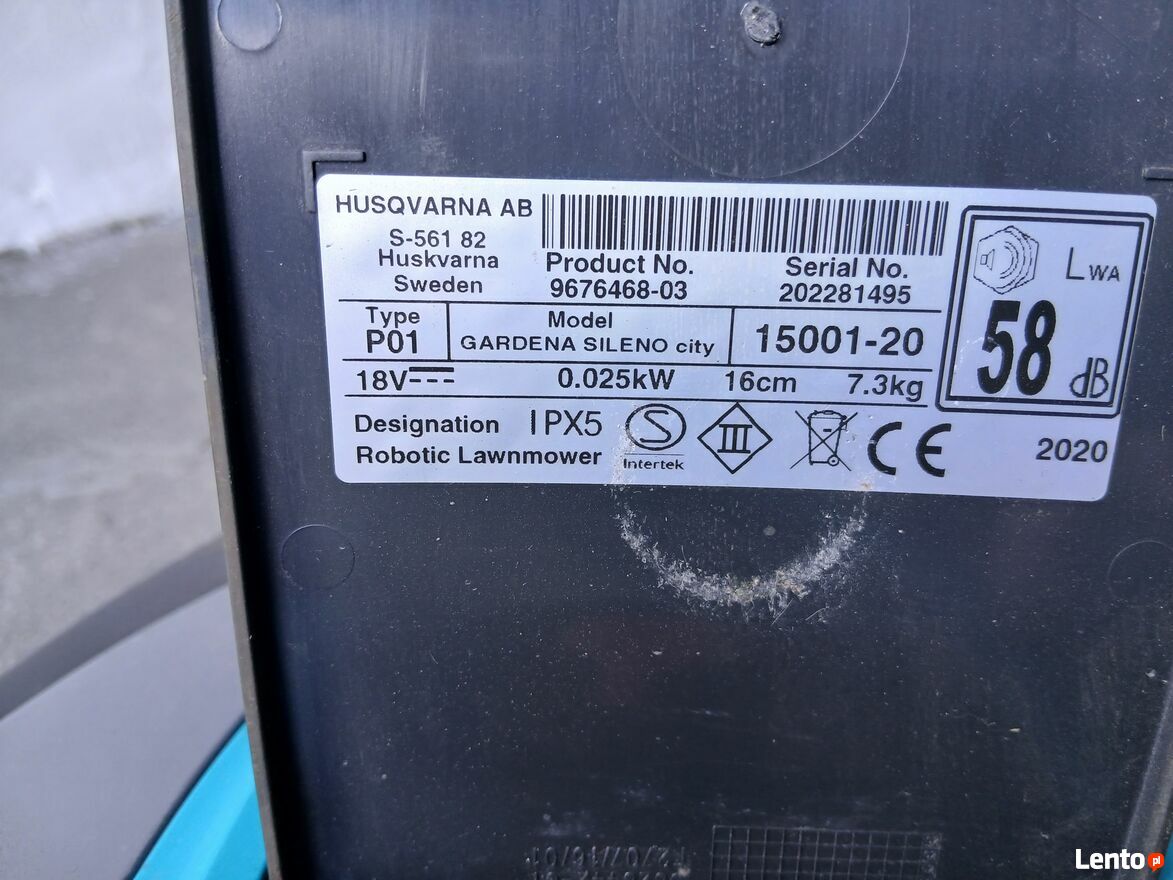 HUSQVARNA AB
S-561 82
Huskvarna
Sweden
Product No.
9676468-03
Serial No.
202281495
LWA
58
dB
Type
P01
Model
GARDENA SILENO city
15001-20
18V
0.025kW
16cm
7.3kg
Designation
Robotic Lawnmower
IPX5
S
Intertek
III
CE
2020
Lento pl